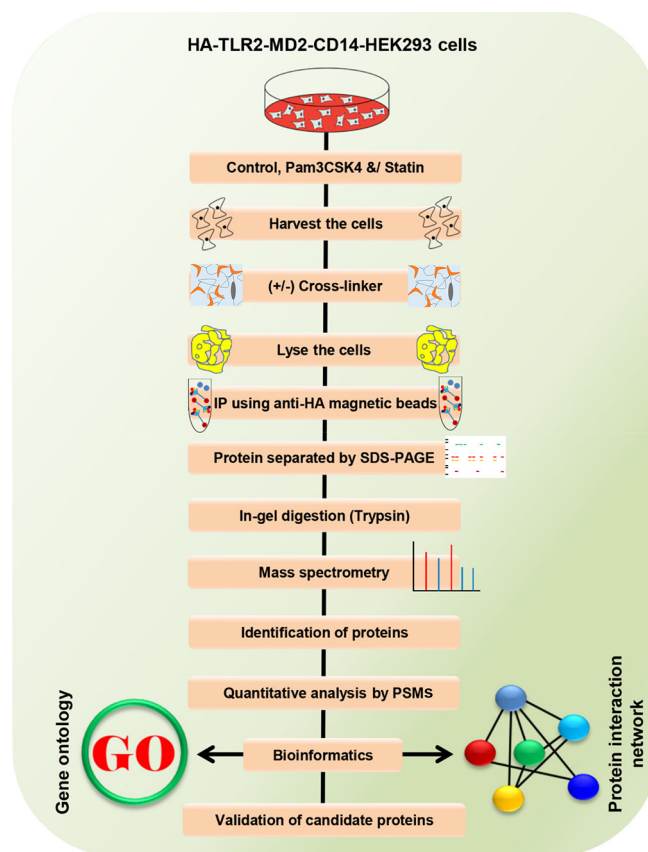 HA-TLR2-MD2-CD14-HEK293 cells
Control, Pam3CSK4 &/ Statin
Harvest the cells
(+/-) Cross-linker
Lyse the cells
IP using anti-HA magnetic beads
Protein separated by SDS-PAGE
In-gel digestion (Trypsin)
Mass spectrometry
Identification of proteins
Quantitative analysis by PSMs
Gene ontology
GO
Bioinformatics
Protein interaction
network
Validation of candidate proteins